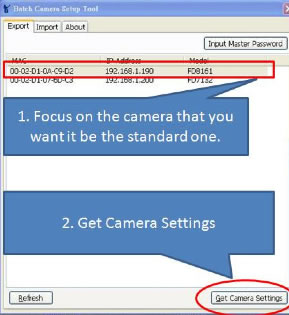 Batch Camera Setup Tool
Export Import About
Input Master Password
MAC IP Address Model
00-02-D1-0A-C9-D2 192.168.1.190 FD8161
00-02-D1-07-6D-C3 192.168.1.200 FD7132
1. Focus on the camera that you
want it be the standard one.
2. Get Camera Settings
Refresh Get Camera Settings